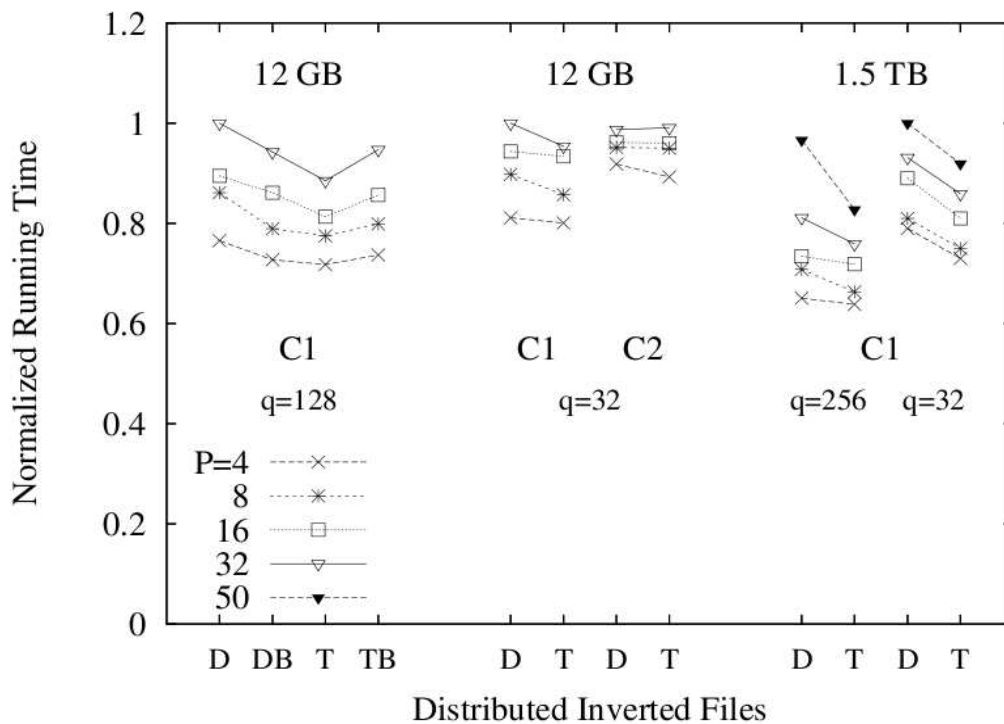 1.2
1
0.8
0.6
0.4
0.2
0
Normalized Running Time
12 GB 12 GB 1.5 TB
C1 C1 C2 C1
q=128 q=32 q=256 q=32
P=4
8
16
32
50
D DB T TB D T D T D T D T
Distributed Inverted Files